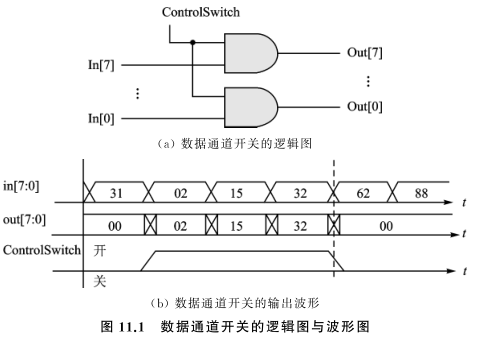 ControlSwitch
In[7]
Out[7]
⋮
⋮
In[0]
Out[0]
(a) 数据通道开关的逻辑图
in[7:0]
31 02 15 32 62 88
t
out[7:0]
00 02 15 32 00
t
ControlSwitch 开
t
关
(b) 数据通道开关的输出波形
图 11.1 数据通道开关的逻辑图与波形图